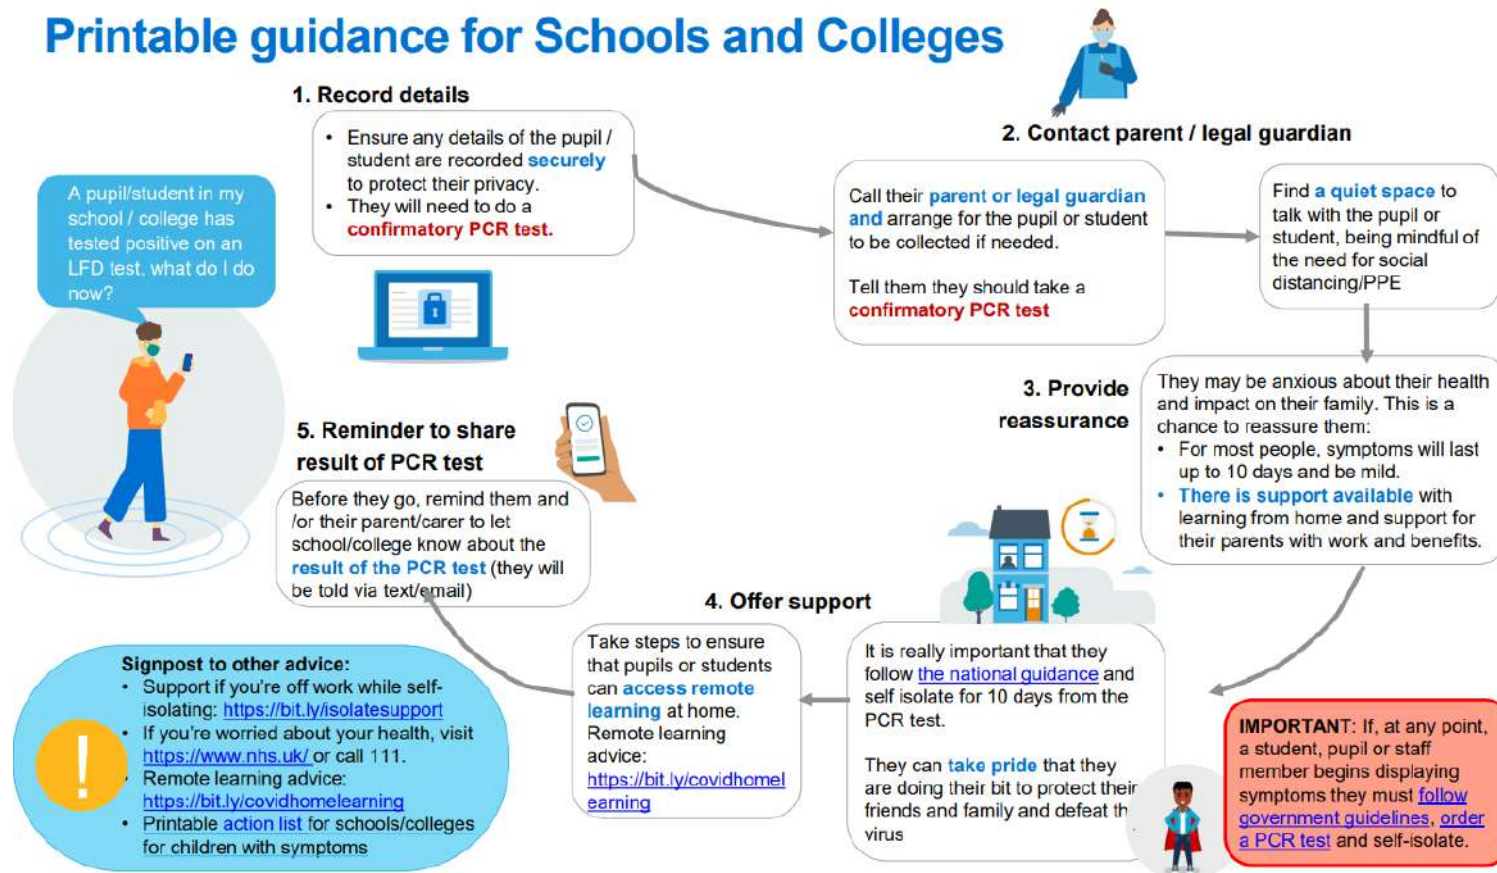 Printable guidance for Schools and Colleges
A pupil/student in my
school / college has
tested positive on an
LFD test, what do I do
now?
1. Record details
• Ensure any details of the pupil /
student are recorded securely
to protect their privacy.
• They will need to do a
confirmatory PCR test.
2. Contact parent / legal guardian
Call their parent or legal guardian
and arrange for the pupil or student
to be collected if needed.
Tell them they should take a
confirmatory PCR test
Find a quiet space to
talk with the pupil or
student, being mindful of
the need for social
distancing/PPE
3. Provide
reassurance
They may be anxious about their health
and impact on their family. This is a
chance to reassure them:
• For most people, symptoms will last
up to 10 days and be mild.
• There is support available with
learning from home and support for
their parents with work and benefits.
4. Offer support
It is really important that they
follow the national guidance and
self isolate for 10 days from the
PCR test.
They can take pride that they
are doing their bit to protect their
friends and family and defeat th
virus
Take steps to ensure
that pupils or students
can access remote
learning at home.
Remote learning
advice:
https://bit.ly/covidhomel
earning
5. Reminder to share
result of PCR test
Before they go, remind them and
/or their parent/carer to let
school/college know about the
result of the PCR test (they will
be told via text/email)
Signpost to other advice:
• Support if you're off work while self-
isolating: https://bit.ly/isolatesupport
• If you're worried about your health, visit
https://www.nhs.uk/ or call 111.
• Remote learning advice:
https://bit.ly/covidhomelearning
• Printable action list for schools/colleges
for children with symptoms
IMPORTANT: If, at any point,
a student, pupil or staff
member begins displaying
symptoms they must follow
government guidelines, order
a PCR test and self-isolate.